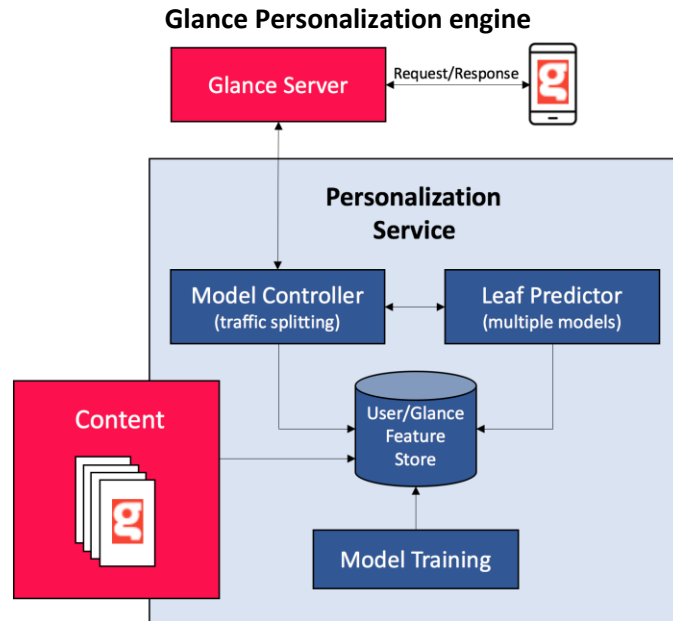 Glance Personalization engine
Glance Server
Request/Response
g
Personalization
Service
Model Controller
(traffic splitting)
Leaf Predictor
(multiple models)
Content
User/Glance
Feature
Store
g
Model Training